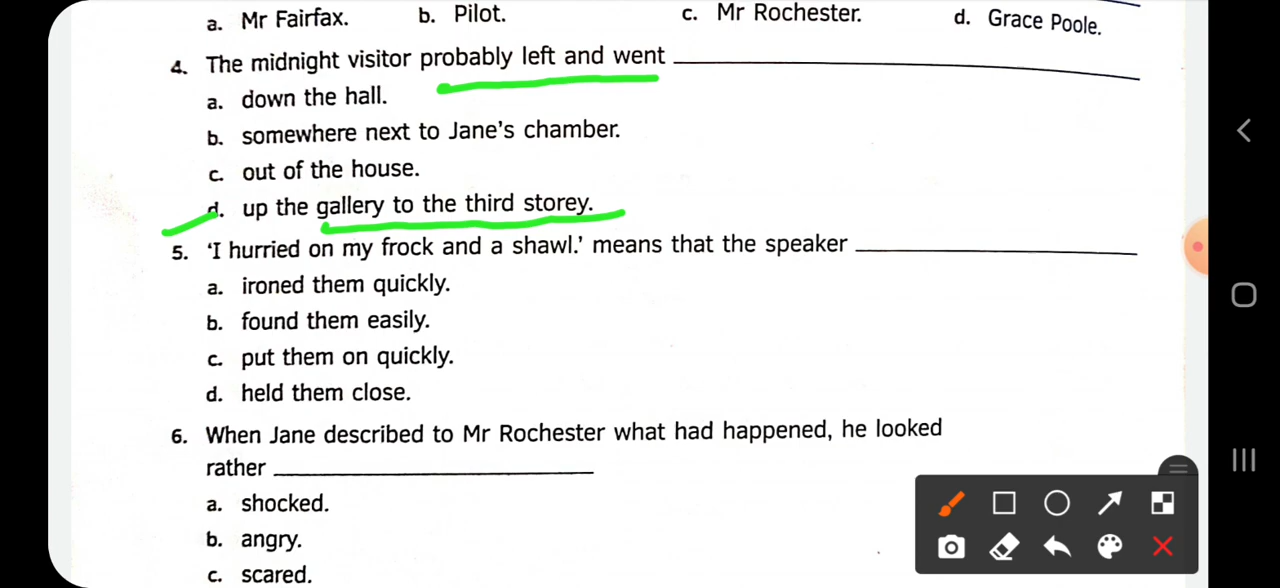 a. Mr Fairfax. b. Pilot. c. Mr Rochester. d. Grace Poole.
4. The midnight visitor probably left and went
a. down the hall.
b. somewhere next to Jane's chamber.
c. out of the house.
d. up the gallery to the third storey.
5. 'I hurried on my frock and a shawl.' means that the speaker
a. ironed them quickly.
b. found them easily.
c. put them on quickly.
d. held them close.
6. When Jane described to Mr Rochester what had happened, he looked
rather
a. shocked.
b. angry.
c. scared.